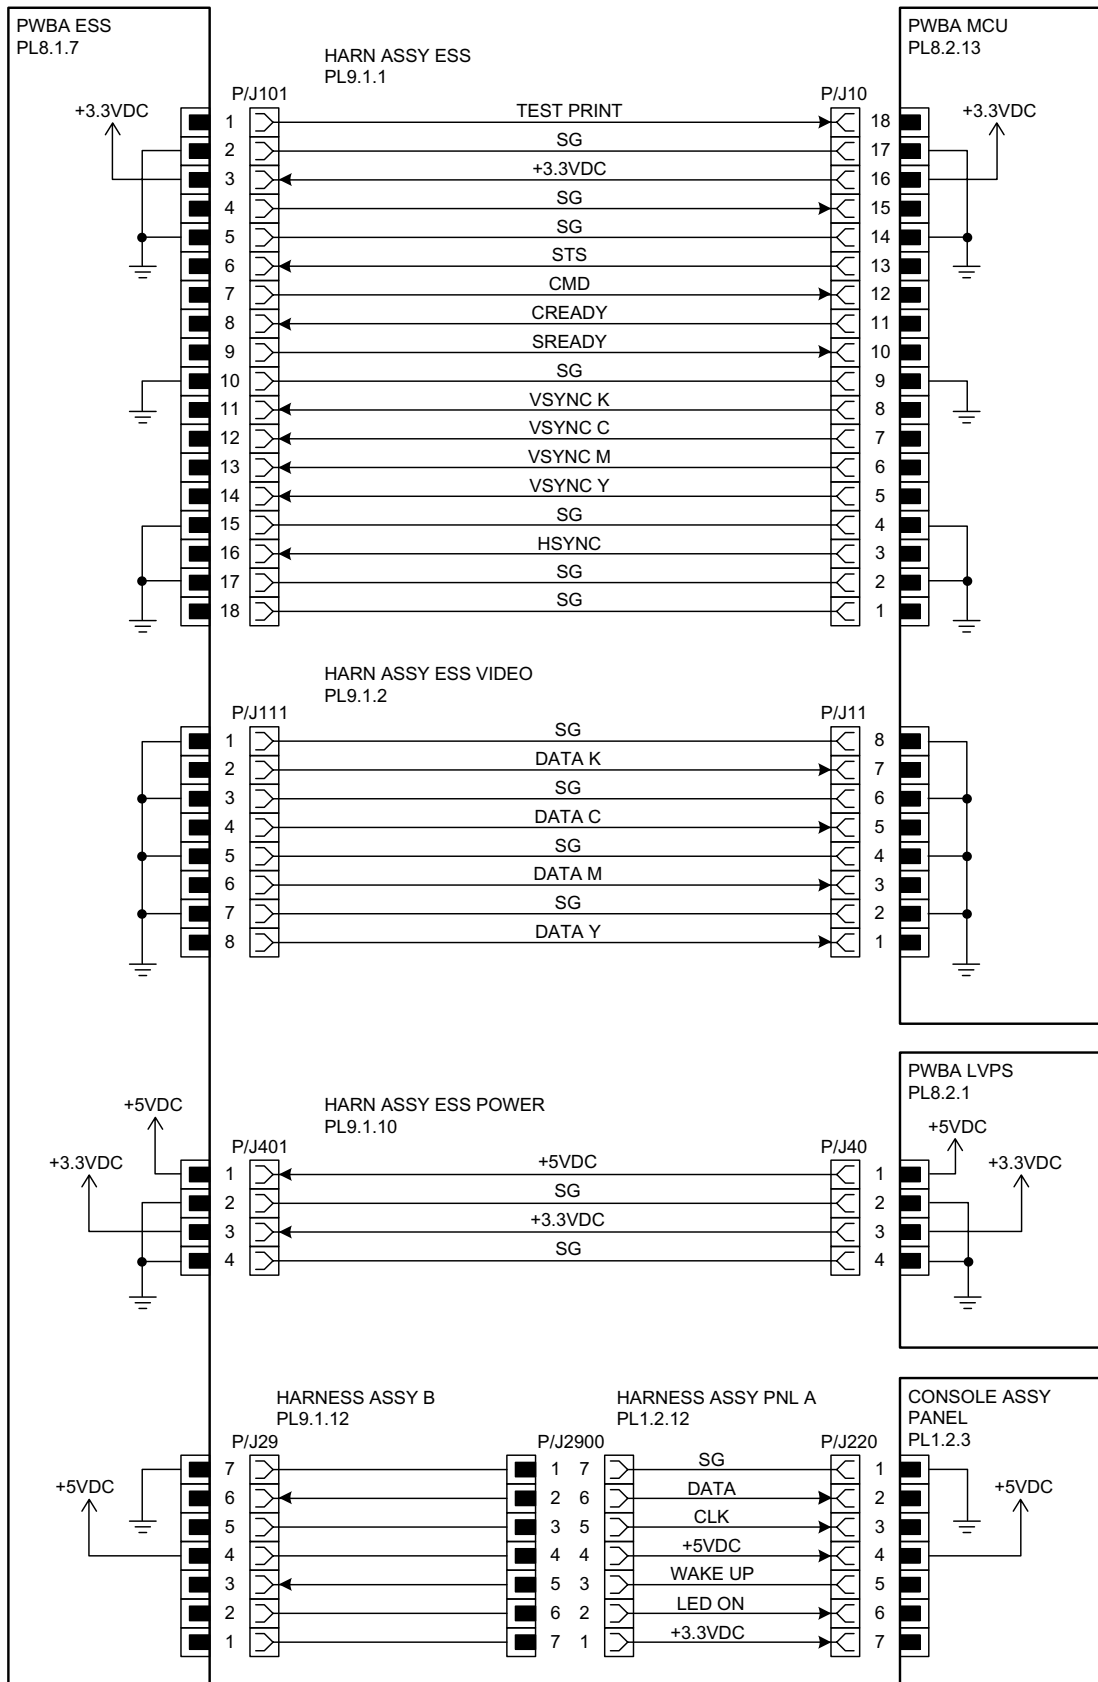 PWBA ESS
PL8.1.7
PWBA MCU
PL8.2.13
HARN ASSY ESS
PL9.1.1
P/J101
P/J10
+3.3VDC
+3.3VDC
1 TEST PRINT 18
2 SG 17
3 +3.3VDC 16
4 SG 15
5 SG 14
6 STS 13
7 CMD 12
8 CREADY 11
9 SREADY 10
10 SG 9
11 VSYNC K 8
12 VSYNC C 7
13 VSYNC M 6
14 VSYNC Y 5
15 SG 4
16 HSYNC 3
17 SG 2
18 SG 1
HARN ASSY ESS VIDEO
PL9.1.2
P/J111
P/J11
1 SG 8
2 DATA K 7
3 SG 6
4 DATA C 5
5 SG 4
6 DATA M 3
7 SG 2
8 DATA Y 1
PWBA LVPS
PL8.2.1
HARN ASSY ESS POWER
PL9.1.10
+5VDC
+3.3VDC
P/J401
P/J40
+5VDC
+3.3VDC
1 +5VDC 1
2 SG 2
3 +3.3VDC 3
4 SG 4
HARNESS ASSY B
PL9.1.12
HARNESS ASSY PNL A
PL1.2.12
CONSOLE ASSY
PANEL
PL1.2.3
P/J29
P/J2900
P/J220
+5VDC
+5VDC
7 1 7 SG 1
6 2 6 DATA 2
5 3 5 CLK 3
4 4 4 +5VDC 4
3 5 3 WAKE UP 5
2 6 2 LED ON 6
1 7 1 +3.3VDC 7